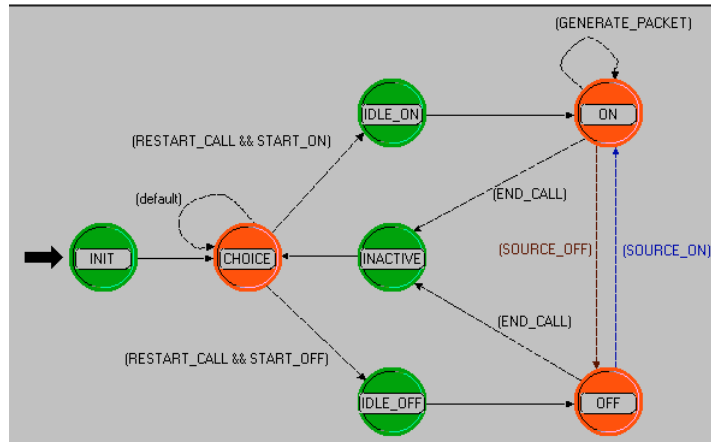 (GENERATE_PACKET)
IDLE_ON
ON
(RESTART_CALL && START_ON)
(default)
(END_CALL)
INIT
CHOICE
INACTIVE
(SOURCE_OFF)
(SOURCE_ON)
(END_CALL)
(RESTART_CALL && START_OFF)
IDLE_OFF
OFF